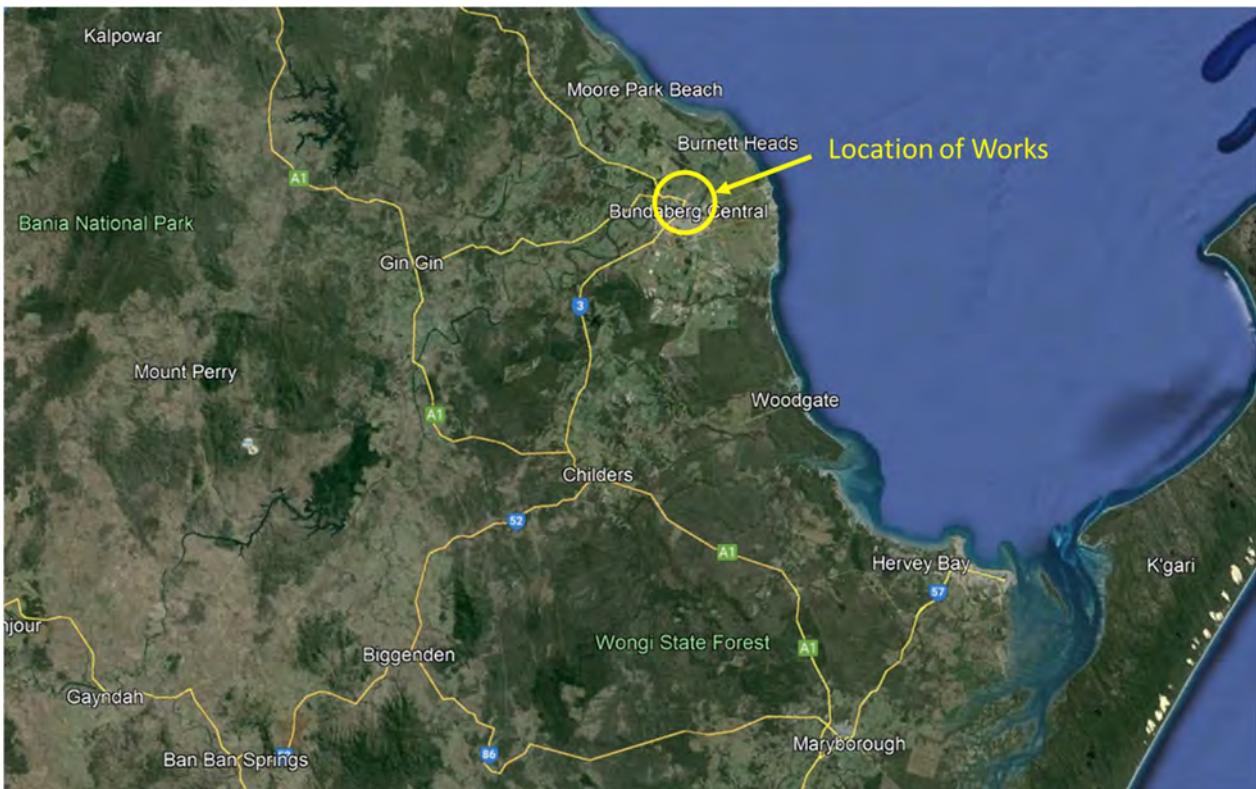 Kalpowar
Moore Park Beach
Burnett Heads
Location of Works
A1
Bundaberg Central
Bania National Park
Gin Gin
3
Mount Perry
Woodgate
A1
Childers
52
A1
Hervey Bay
K'gari
57
njour
Wongi State Forest
A1
Biggenden
Gayndah
Maryborough
Ban Ban Springs
86